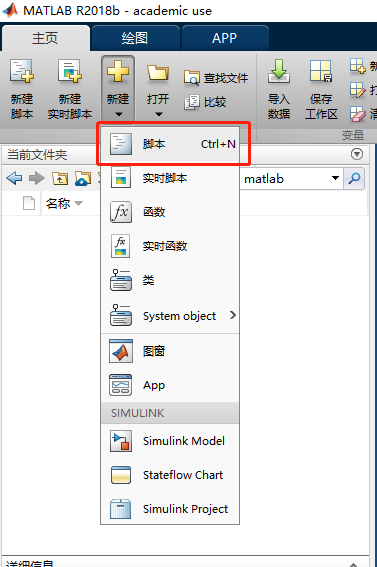 MATLAB R2018b - academic use
主页 绘图 APP
新建 脚本
新建 实时脚本
新建
打开
查找文件
比较
导入 数据
保存 工作区
变量
当前文件夹
matlab
名称
脚本 Ctrl+N
实时脚本
函数
实时函数
类
System object
图窗
App
SIMULINK
Simulink Model
Stateflow Chart
Simulink Project
详细信息